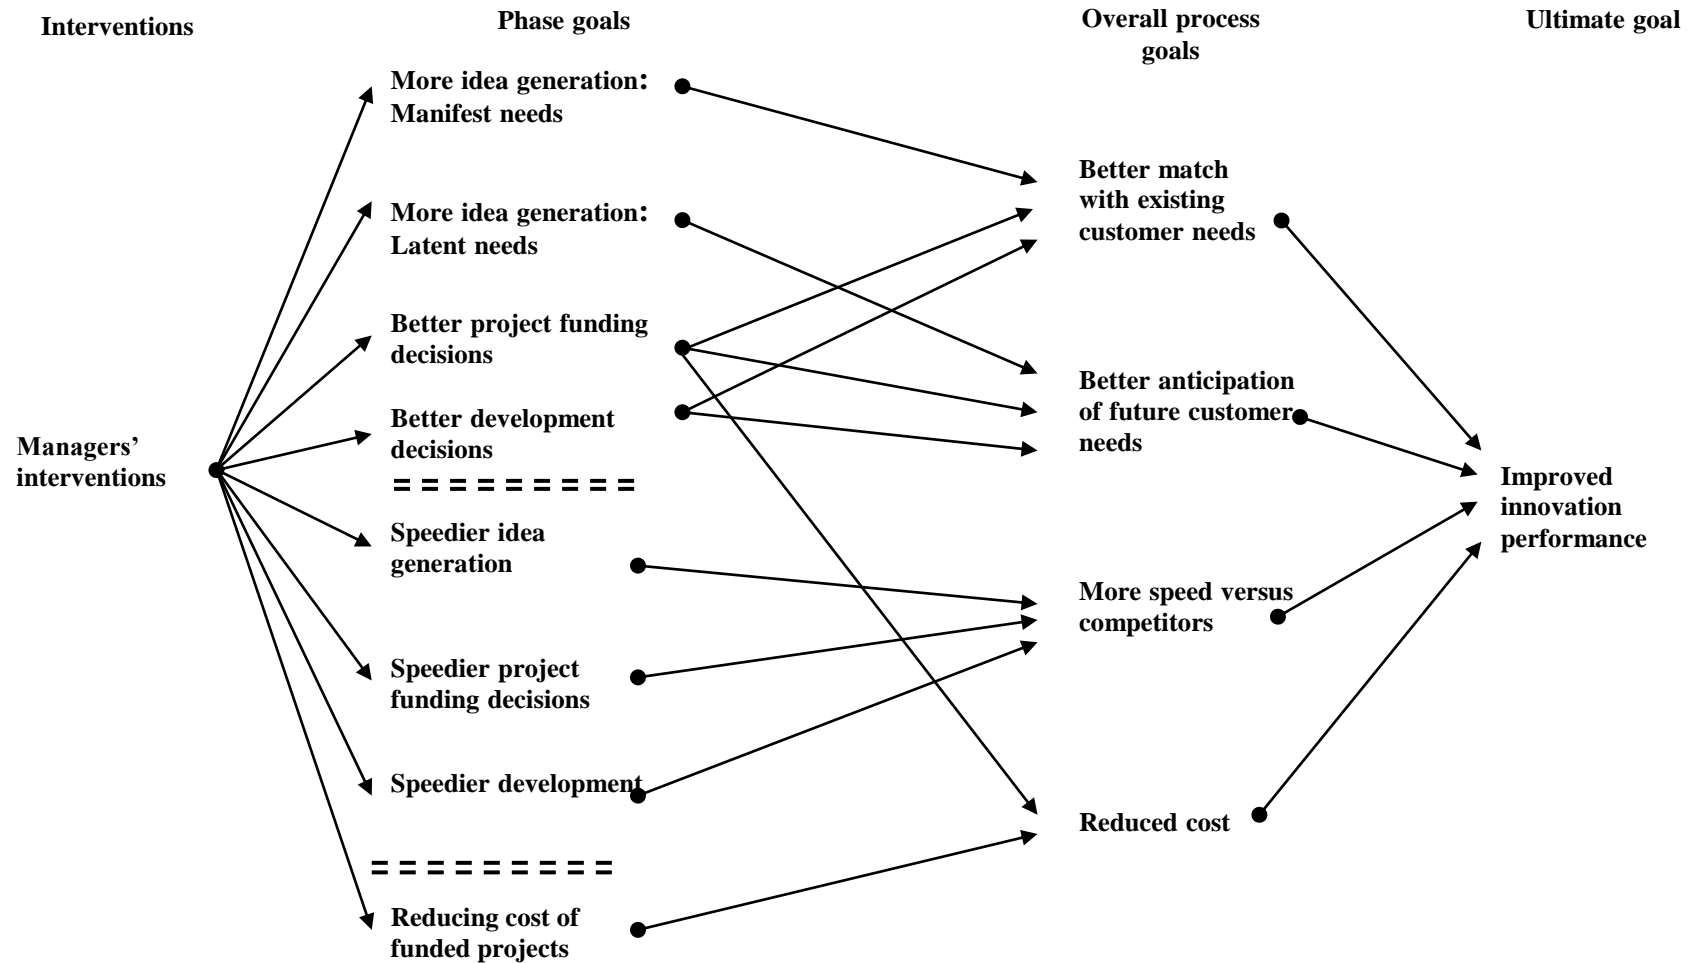 Interventions
Phase goals
Overall process
goals
Ultimate goal
More idea generation:
Manifest needs
More idea generation:
Latent needs
Better project funding
decisions
Better development
decisions
Speedier idea
generation
Speedier project
funding decisions
Speedier development
Reducing cost of
funded projects
Managers’
interventions
Better match
with existing
customer needs
Better anticipation
of future customer
needs
More speed versus
competitors
Reduced cost
Improved
innovation
performance